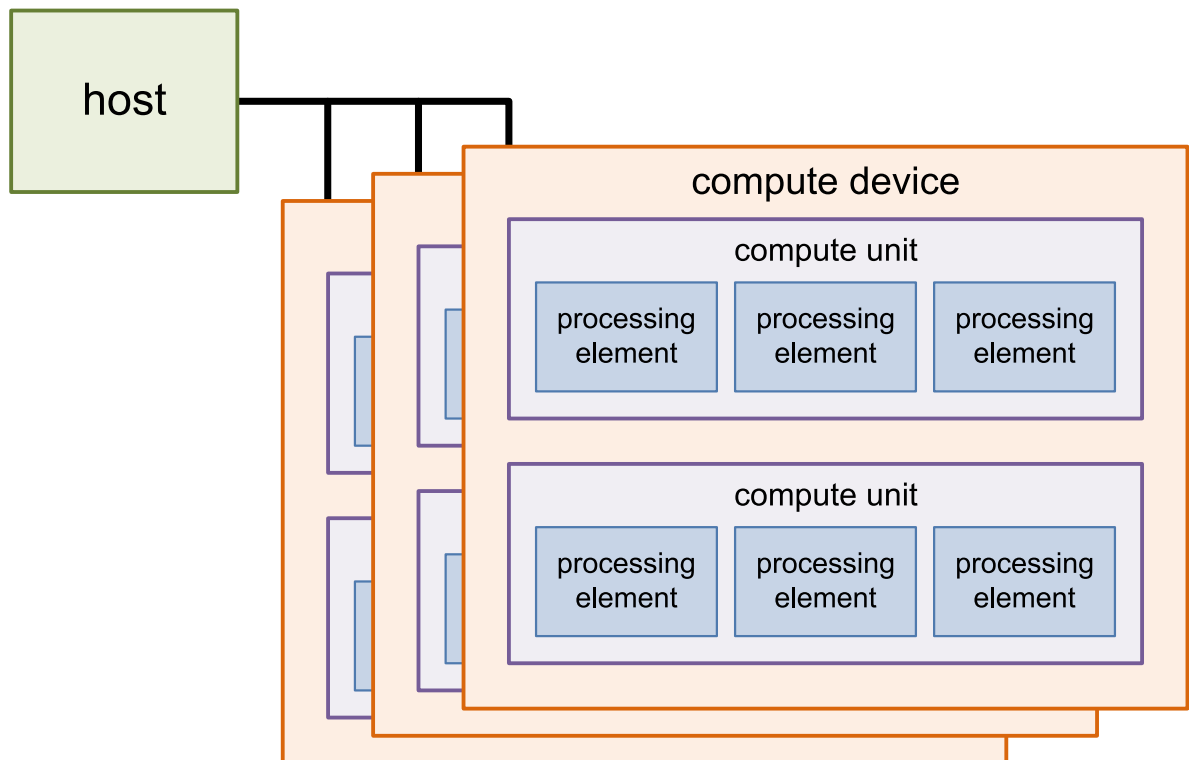 host
compute device
compute unit
processing
element
processing
element
processing
element
compute unit
processing
element
processing
element
processing
element